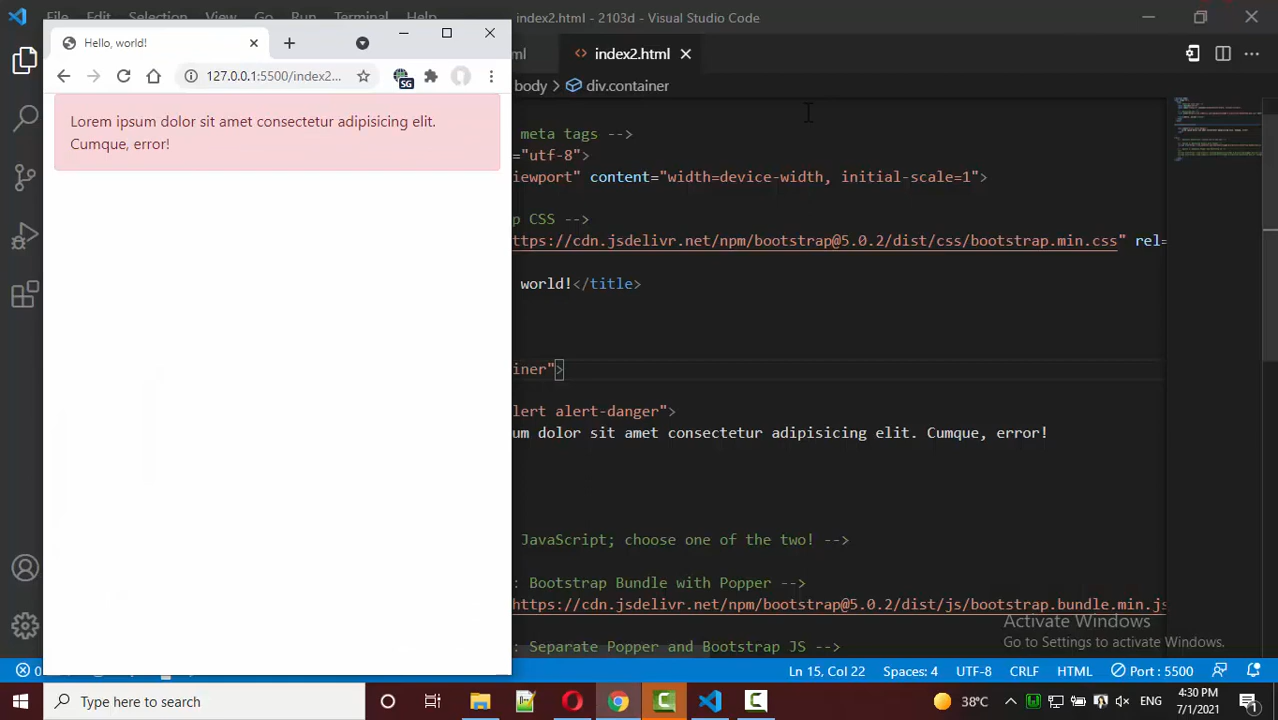 File Edit Selection View Go Run Terminal Help
index2.html - 2103d - Visual Studio Code
Hello, world!
127.0.0.1:5500/index2...
SG
Lorem ipsum dolor sit amet consectetur adipisicing elit.
Cumque, error!
ml
index2.html
body > div.container
meta tags -->
="utf-8">
iewport" content="width=device-width, initial-scale=1">
p CSS -->
ttps://cdn.jsdelivr.net/npm/bootstrap@5.0.2/dist/css/bootstrap.min.css" rel=
world!</title>
iner">
lert alert-danger">
um dolor sit amet consectetur adipisicing elit. Cumque, error!
JavaScript; choose one of the two! -->
: Bootstrap Bundle with Popper -->
https://cdn.jsdelivr.net/npm/bootstrap@5.0.2/dist/js/bootstrap.bundle.min.js
: Separate Popper and Bootstrap JS -->
Activate Windows
Go to Settings to activate Windows.
0
Ln 15, Col 22
Spaces: 4
UTF-8
CRLF
HTML
Port : 5500
Type here to search
38°C
ENG
4:30 PM
7/1/2021
1